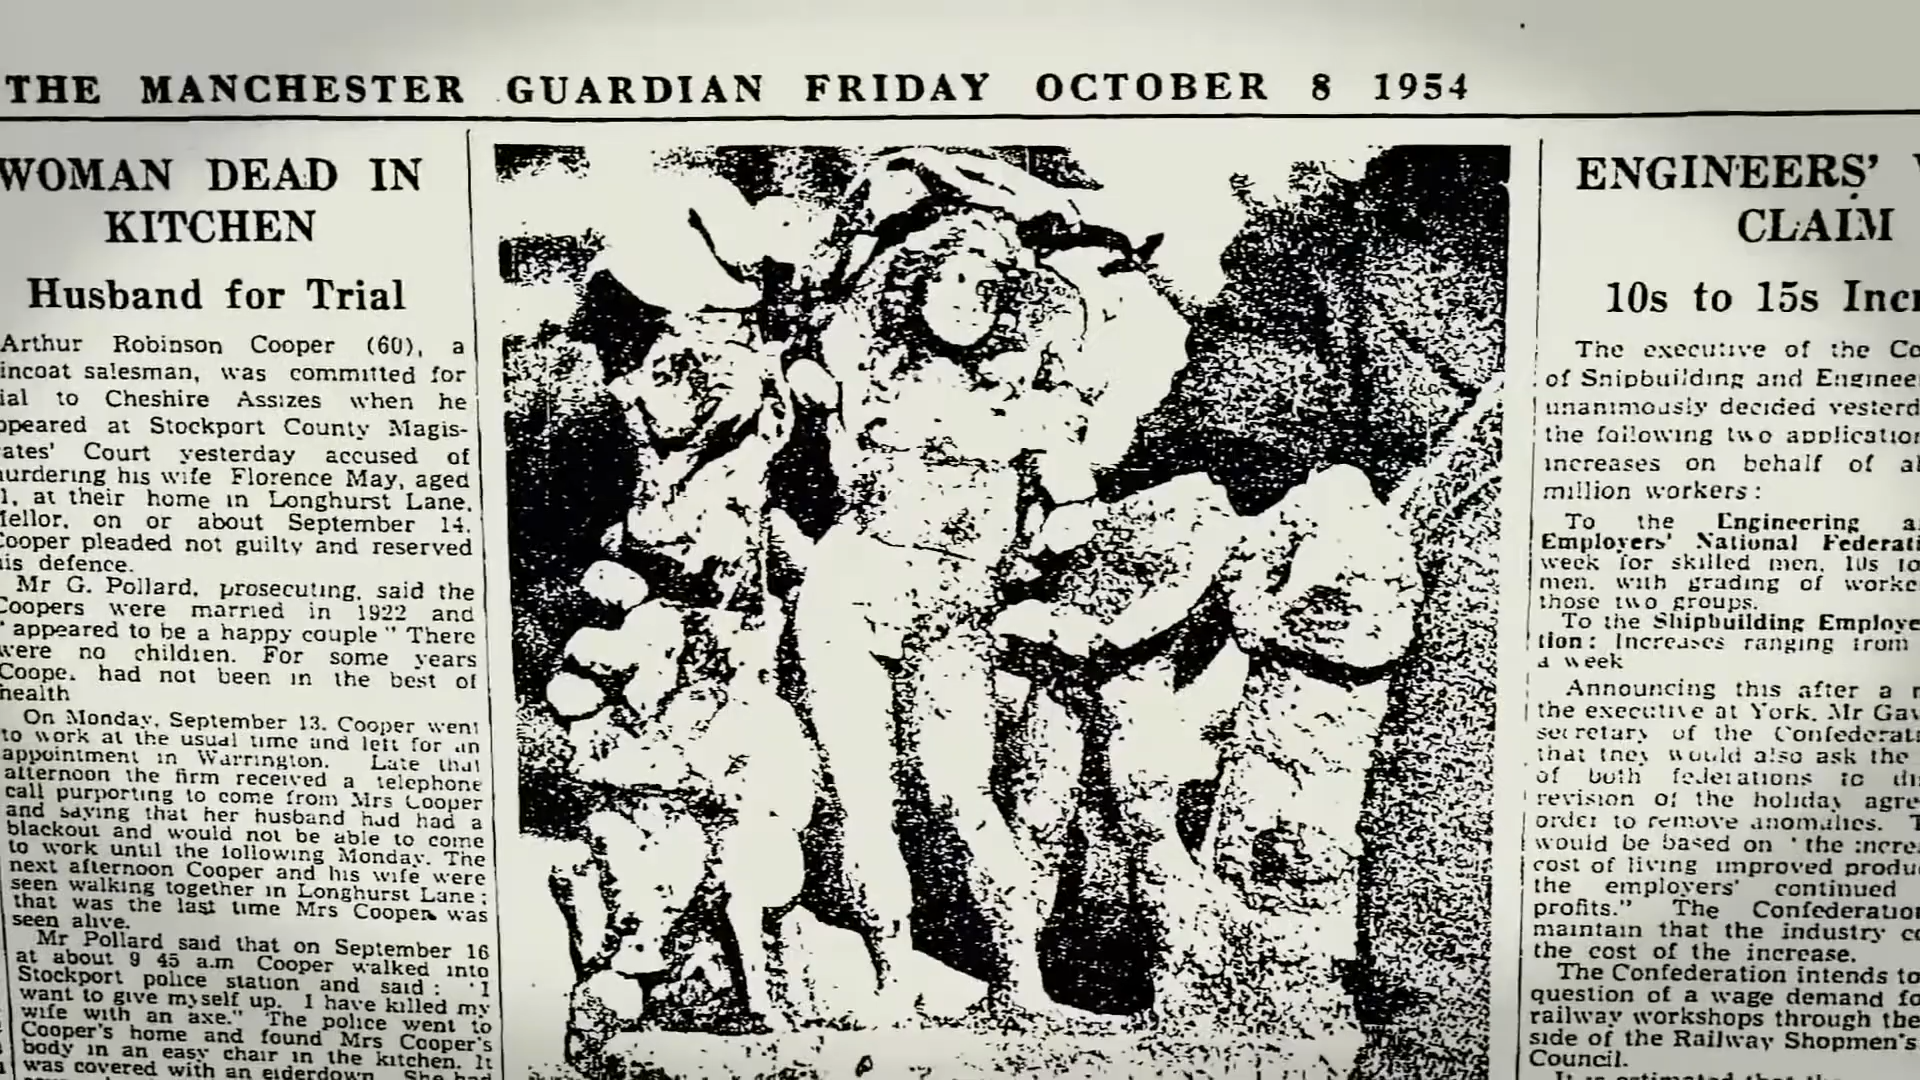 THE MANCHESTER GUARDIAN FRIDAY OCTOBER 8 1954
WOMAN DEAD IN
KITCHEN
Husband for Trial
Arthur Robinson Cooper (60), a
incoat salesman, was committed for
ial to Cheshire Assizes when he
ppeared at Stockport County Magis-
ates' Court yesterday accused of
urdering his wife Florence May, aged
1, at their home in Longhurst Lane,
Mellor, on or about September 14.
Cooper pleaded not guilty and reserved
is defence.
Mr G. Pollard, prosecuting, said the
Coopers were married in 1922 and
" appeared to be a happy couple " There
were no children. For some years
Coope. had not been in the best of
health
On Monday, September 13. Cooper went
to work at the usual time and left for an
appointment in Warrington. Late that
afternoon the firm received a telephone
call purporting to come from Mrs Cooper
and saying that her husband had had a
blackout and would not be able to come
to work until the following Monday. The
next afternoon Cooper and his wife were
seen walking together in Longhurst Lane;
that was the last time Mrs Cooper was
seen alive.
Mr Pollard said that on September 16
at about 9 45 a.m Cooper walked into
Stockport police station and said: "I
want to give myself up. I have killed my
wife with an axe." The police went to
Cooper's home and found Mrs Cooper's
body in an easy chair in the kitchen. It
was covered with an eiderdown. She had
ENGINEERS'
CLAIM
10s to 15s Incr
The executive of the Co
of Shipbuilding and Enginee
unanimously decided yesterd
the following two application
increases on behalf of al
million workers:
To the Engineering a
Employers' National Federati
week for skilled men, 10s to
men, with grading of worke
those two groups.
To the Shipbuilding Employe
tion: Increases ranging from
a week
Announcing this after a m
the executive at York, Mr Gav
secretary of the Confederat
that they would also ask the
of both federations to di
revision of the holiday agre
order to remove anomalies. T
would be based on "the incre
cost of living improved produ
the employers' continued
profits." The Confederation
maintain that the industry c
the cost of the increase.
The Confederation intends to
question of a wage demand fo
railway workshops through the
side of the Railway Shopmen's
Council.
It is estimated that the